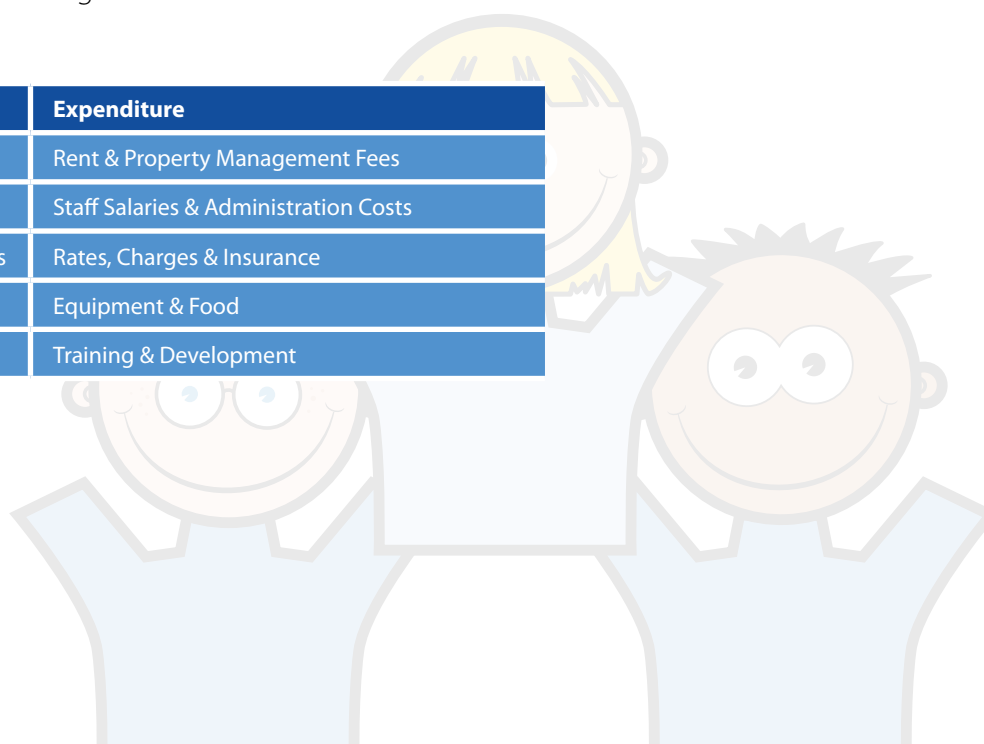 Expenditure
Rent & Property Management Fees
Staff Salaries & Administration Costs
Rates, Charges & Insurance
Equipment & Food
Training & Development